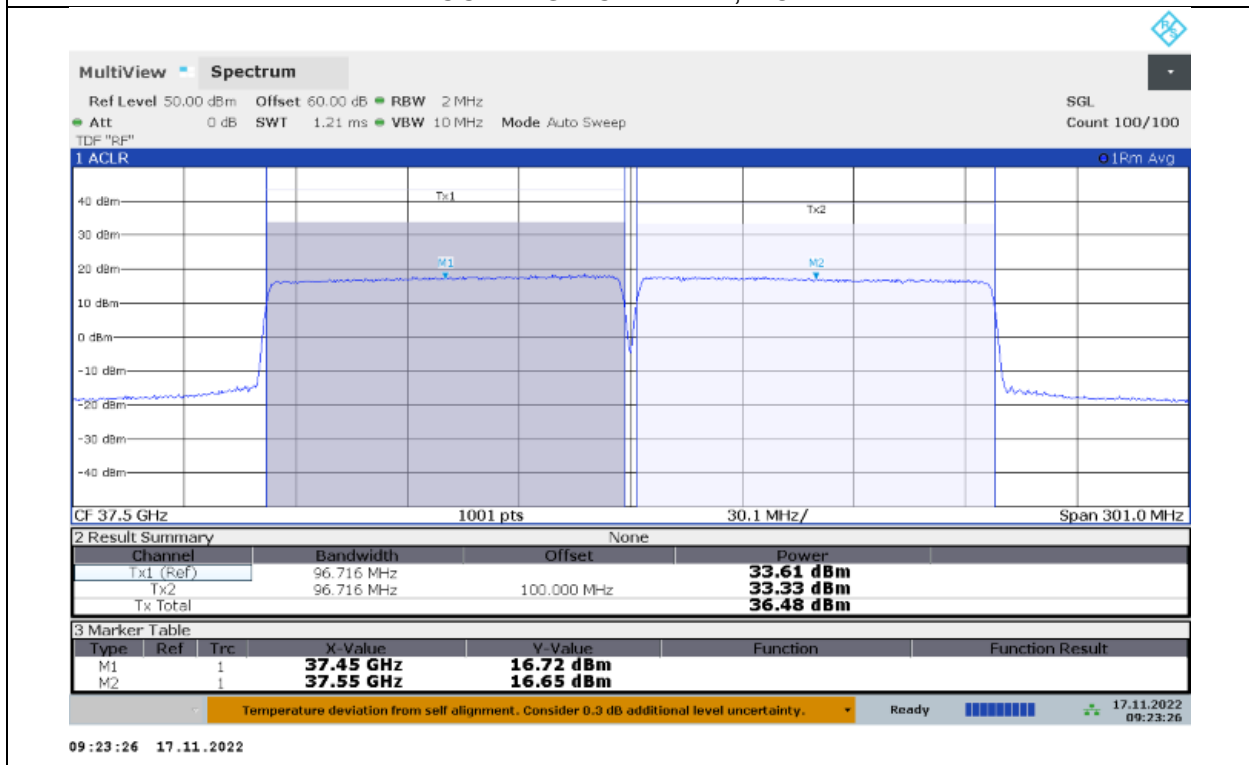 R&S
MultiView Spectrum
Ref Level 50.00 dBm Offset 60.00 dB RBW 2 MHz SGL
Att 0 dB SWT 1.21 ms VBW 10 MHz Mode Auto Sweep Count 100/100
TDF "RF"
1 ACLR 1Rm Avg
40 dBm
Tx1
Tx2
30 dBm
20 dBm
M1
M2
10 dBm
0 dBm
-10 dBm
-20 dBm
-30 dBm
-40 dBm
CF 37.5 GHz 1001 pts 30.1 MHz/ Span 301.0 MHz
2 Result Summary None
Channel Bandwidth Offset Power
Tx1 (Ref) 96.716 MHz 33.61 dBm
Tx2 96.716 MHz 100.000 MHz 33.33 dBm
Tx Total 36.48 dBm
3 Marker Table
Type Ref Trc X-Value Y-Value Function Function Result
M1 1 37.45 GHz 16.72 dBm
M2 1 37.55 GHz 16.65 dBm
Temperature deviation from self alignment. Consider 0.3 dB additional level uncertainty. Ready 17.11.2022
09:23:26
09:23:26 17.11.2022